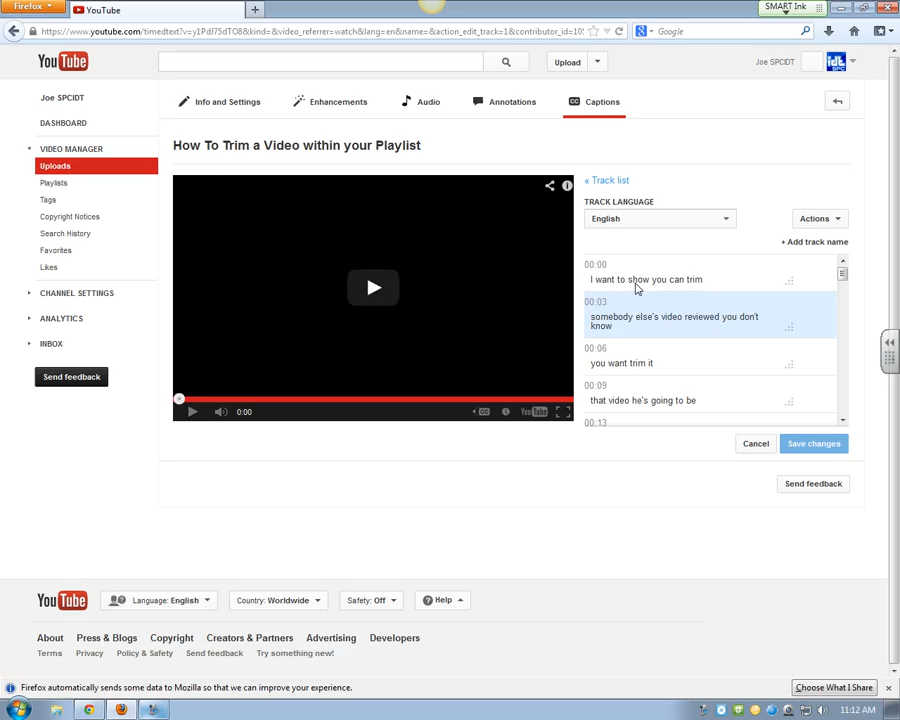 Firefox
YouTube
SMART Ink
https://www.youtube.com/timedtext?v=y1PdJ75dTO8&kind=&video_referrer=watch&lang=en&name=&action_edit_track=1&contributor_id=10
Google
YouTube
Upload
Joe SPCIDT
idt
SPC
Joe SPCIDT
Info and Settings
Enhancements
Audio
Annotations
CC Captions
DASHBOARD
VIDEO MANAGER
How To Trim a Video within your Playlist
Uploads
Playlists
Tags
Copyright Notices
Search History
Favorites
Likes
CHANNEL SETTINGS
ANALYTICS
INBOX
Send feedback
« Track list
TRACK LANGUAGE
English
Actions
+ Add track name
00:00
I want to show you can trim
00:03
somebody else's video reviewed you don't
know
00:06
you want trim it
00:09
that video he's going to be
00:13
0:00
CC
YouTube
Cancel
Save changes
Send feedback
YouTube
Language: English
Country: Worldwide
Safety: Off
Help
About
Press & Blogs
Copyright
Creators & Partners
Advertising
Developers
Terms
Privacy
Policy & Safety
Send feedback
Try something new!
Firefox automatically sends some data to Mozilla so that we can improve your experience.
Choose What I Share
11:12 AM